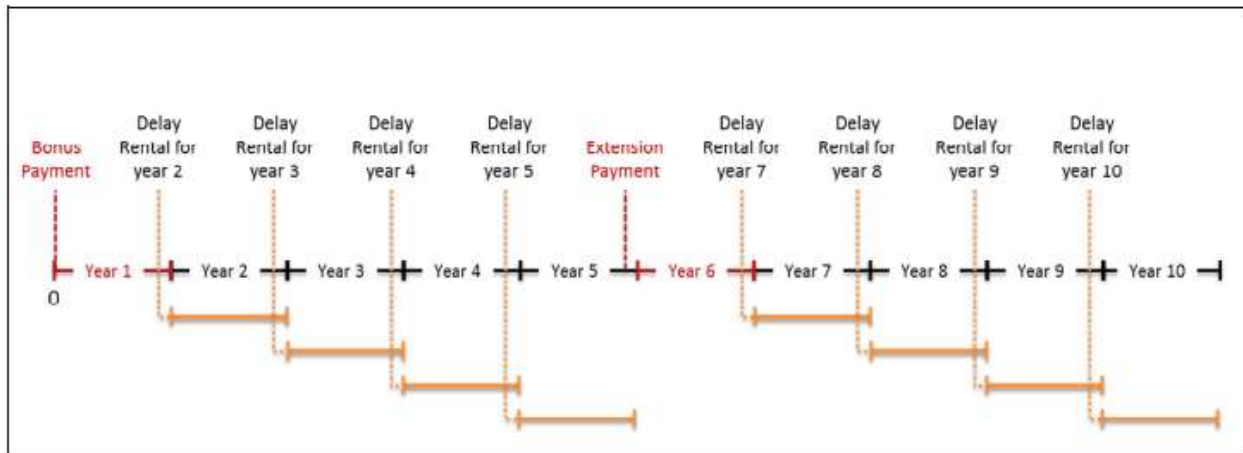 Bonus
Payment
Delay
Rental for
year 2
Delay
Rental for
year 3
Delay
Rental for
year 4
Delay
Rental for
year 5
Extension
Payment
Delay
Rental for
year 7
Delay
Rental for
year 8
Delay
Rental for
year 9
Delay
Rental for
year 10
Year 1
Year 2
Year 3
Year 4
Year 5
Year 6
Year 7
Year 8
Year 9
Year 10
0